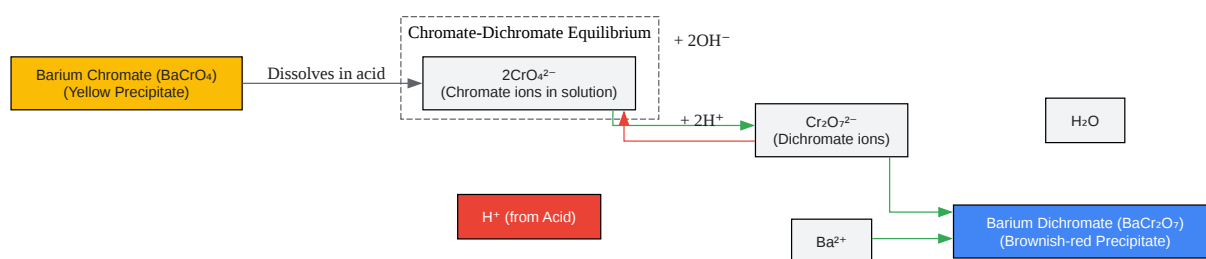 Chromate-Dichromate Equilibrium
+ 2OH⁻
Barium Chromate (BaCrO₄)
(Yellow Precipitate)
Dissolves in acid
2CrO₄²⁻
(Chromate ions in solution)
+ 2H⁺
Cr₂O₇²⁻
(Dichromate ions)
H₂O
H⁺ (from Acid)
Ba²⁺
Barium Dichromate (BaCr₂O₇)
(Brownish-red Precipitate)